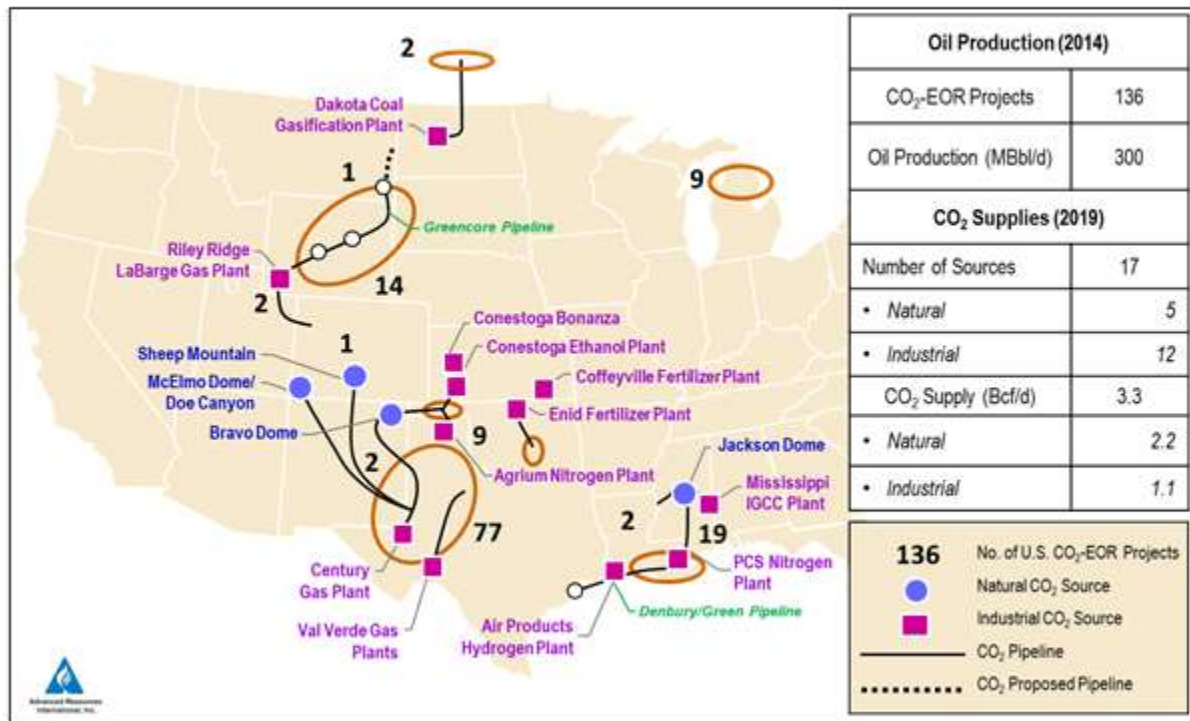 2
Dakota Coal
Gasification Plant
1
9
Greencore Pipeline
Riley Ridge
LaBarge Gas Plant
14
2
Conestoga Bonanza
1
Sheep Mountain
Conestoga Ethanol Plant
McElmo Dome/
Doe Canyon
Coffeyville Fertilizer Plant
Enid Fertilizer Plant
Bravo Dome
9
2
Agrium Nitrogen Plant
Jackson Dome
Mississippi
IGCC Plant
2
19
77
Century
Gas Plant
PCS Nitrogen
Plant
Val Verde Gas
Plants
Air Products
Hydrogen Plant
Denbury/Green Pipeline
Advanced Resources
International, Inc.
Oil Production (2014)
CO₂-EOR Projects 136
Oil Production (MBbl/d) 300
CO₂ Supplies (2019)
Number of Sources 17
• Natural 5
• Industrial 12
CO₂ Supply (Bcf/d) 3.3
• Natural 2.2
• Industrial 1.1
136 No. of U.S. CO₂-EOR Projects
Natural CO₂ Source
Industrial CO₂ Source
CO₂ Pipeline
CO₂ Proposed Pipeline